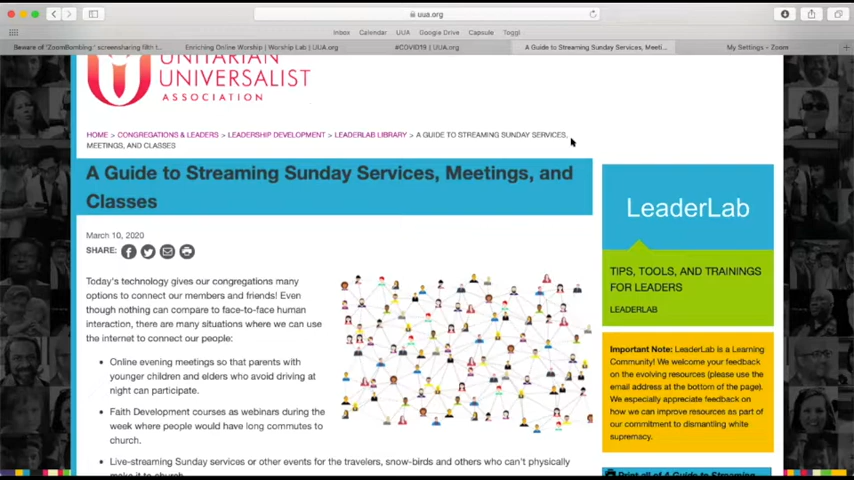 uua.org
Inbox Calendar UUA Google Drive Capsule Toggl
Beware of 'ZoomBombing:' screensharing filth t...
Enriching Online Worship | Worship Lab | UUA.org
#COVID19 | UUA.org
A Guide to Streaming Sunday Services, Meeti...
My Settings - Zoom
UNITARIAN
UNIVERSALIST
ASSOCIATION
HOME > CONGREGATIONS & LEADERS > LEADERSHIP DEVELOPMENT > LEADERLAB LIBRARY > A GUIDE TO STREAMING SUNDAY SERVICES,
MEETINGS, AND CLASSES
A Guide to Streaming Sunday Services, Meetings, and
Classes
March 10, 2020
SHARE:
Today's technology gives our congregations many
options to connect our members and friends! Even
though nothing can compare to face-to-face human
interaction, there are many situations where we can use
the internet to connect our people:
• Online evening meetings so that parents with
younger children and elders who avoid driving at
night can participate.
• Faith Development courses as webinars during the
week where people would have long commutes to
church.
• Live-streaming Sunday services or other events for the travelers, snow-birds and others who can't physically
make it to church
LeaderLab
TIPS, TOOLS, AND TRAININGS
FOR LEADERS
LEADERLAB
Important Note: LeaderLab is a Learning
Community! We welcome your feedback
on the evolving resources (please use the
email address at the bottom of the page).
We especially appreciate feedback on
how we can improve resources as part of
our commitment to dismantling white
supremacy.
Print all of A Guide to Streaming